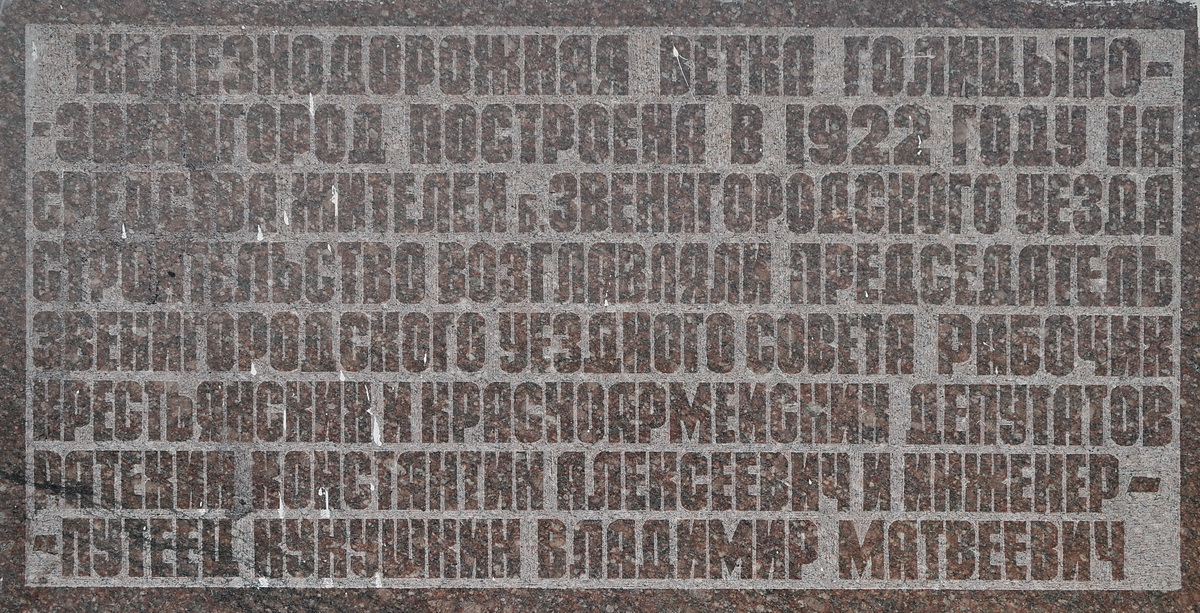 ЖЕЛЕЗНОДОРОЖНАЯ ВЕТКА ГОЛИЦЫНО-
-ЗВЕНИГОРОД ПОСТРОЕНА В 1922 ГОДУ НА
СРЕДСТВА ЖИТЕЛЕЙ б. ЗВЕНИГОРОДСКОГО УЕЗДА
СТРОИТЕЛЬСТВО ВОЗГЛАВЛЯЛИ ПРЕДСЕДАТЕЛЬ
ЗВЕНИГОРОДСКОГО УЕЗДНОГО СОВЕТА РАБОЧИХ
КРЕСТЬЯНСКИХ И КРАСНОАРМЕЙСКИХ ДЕПУТАТОВ
КОНСТАНТИН АЛЕКСЕЕВИЧ И ИНЖЕНЕР-
-ПУТЕЕЦ КУКУШКИН ВЛАДИМИР МАТВЕЕВИЧ